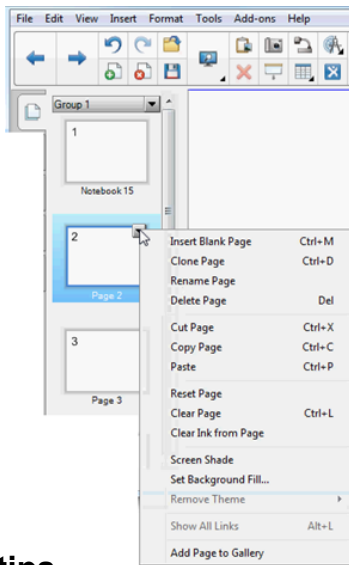 File Edit View Insert Format Tools Add-ons Help
Group 1
1
Notebook 15
2
Page 2
3
Page 3
Insert Blank Page Ctrl+M
Clone Page Ctrl+D
Rename Page
Delete Page Del
Cut Page Ctrl+X
Copy Page Ctrl+C
Paste Ctrl+P
Reset Page
Clear Page Ctrl+L
Clear Ink from Page
Screen Shade
Set Background Fill...
Remove Theme
Show All Links Alt+L
Add Page to Gallery